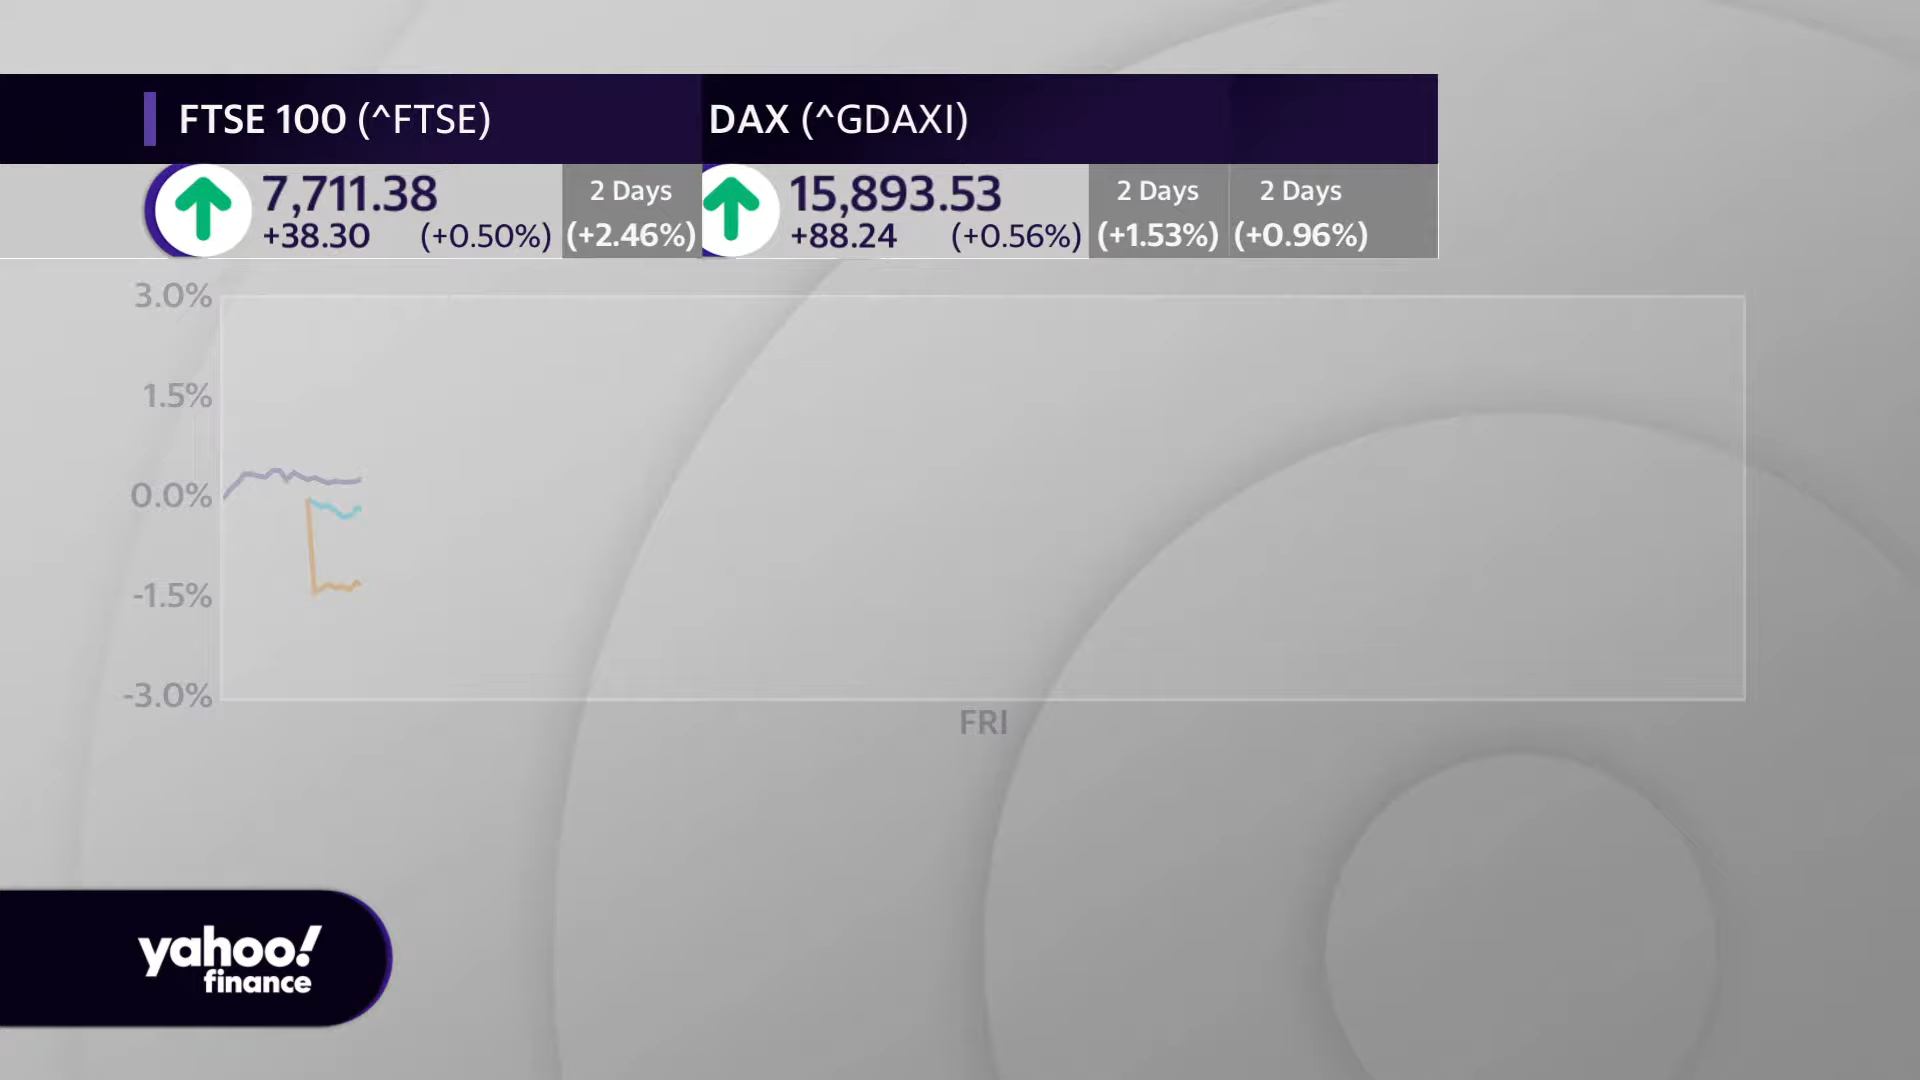 FTSE 100 (^FTSE) DAX (^GDAXI)
7,711.38 2 Days 15,893.53 2 Days 2 Days
+38.30 (+0.50%) (+2.46%) +88.24 (+0.56%) (+1.53%) (+0.96%)
3.0%
1.5%
0.0%
-1.5%
-3.0%
FRI
yahoo!
finance